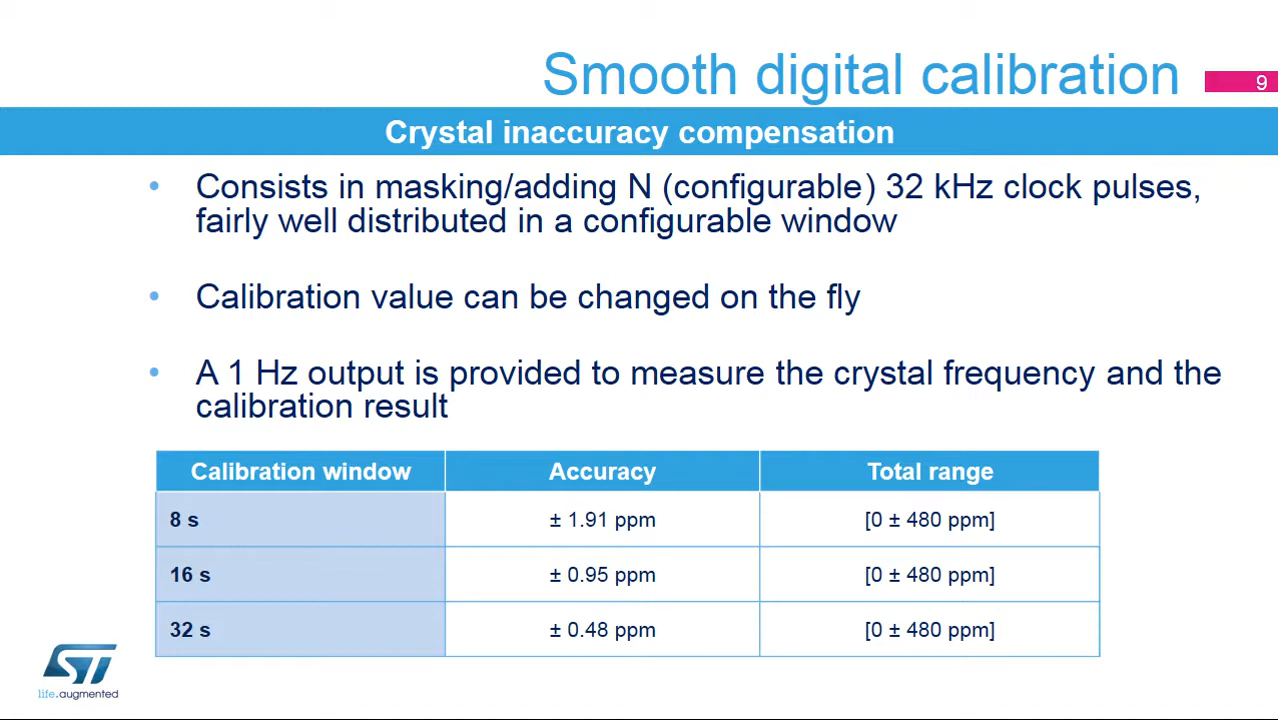 Smooth digital calibration
9
Crystal inaccuracy compensation
• Consists in masking/adding N (configurable) 32 kHz clock pulses,
fairly well distributed in a configurable window
• Calibration value can be changed on the fly
• A 1 Hz output is provided to measure the crystal frequency and the
calibration result
Calibration window Accuracy Total range
8 s ± 1.91 ppm [0 ± 480 ppm]
16 s ± 0.95 ppm [0 ± 480 ppm]
32 s ± 0.48 ppm [0 ± 480 ppm]
ST
life.augmented